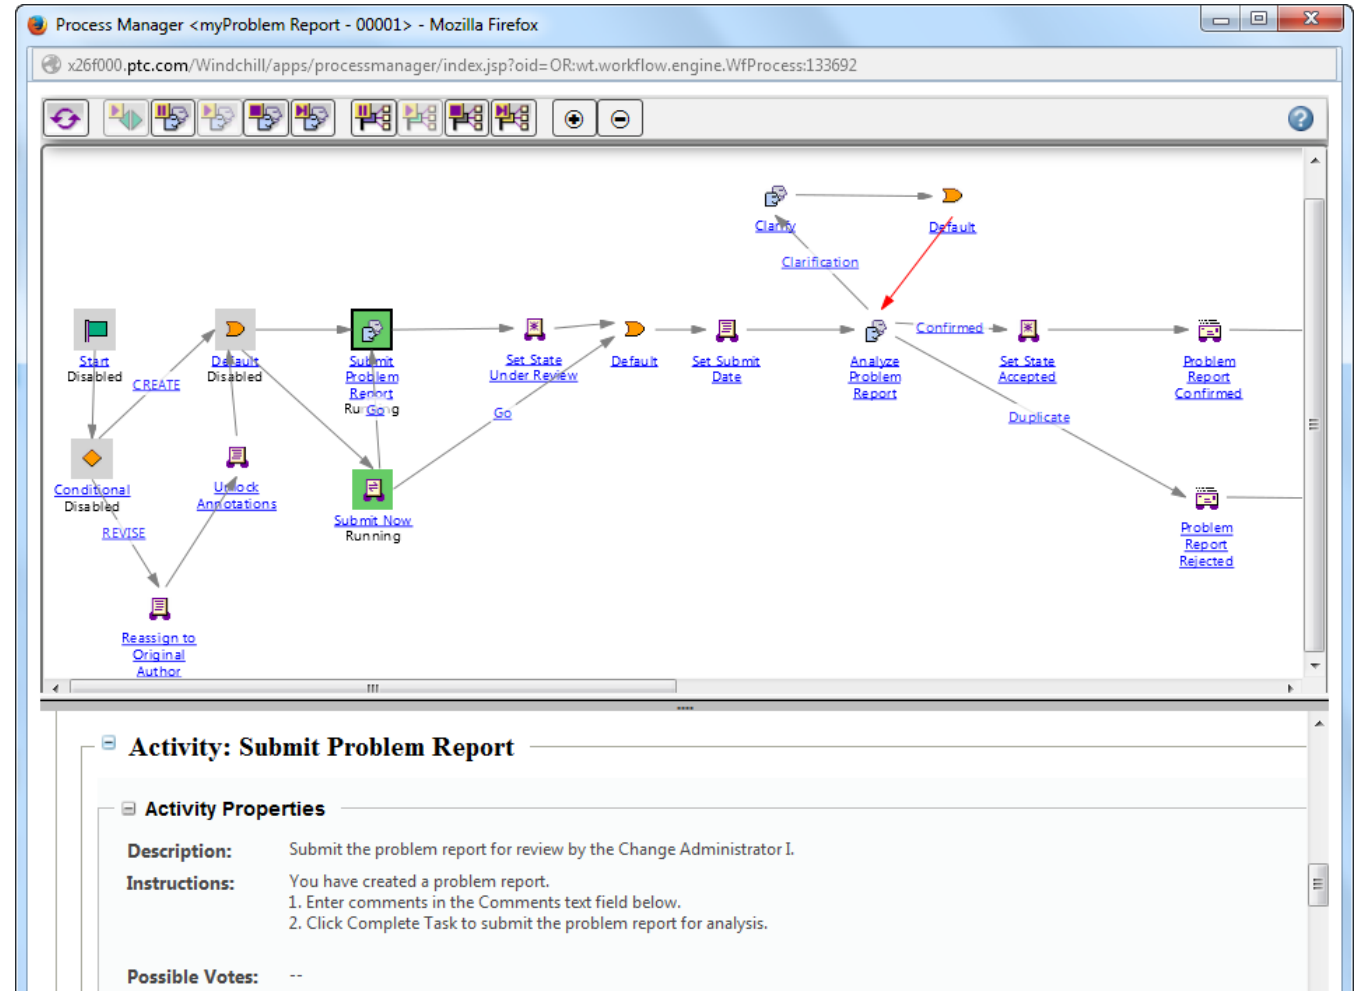 Process Manager <myProblem Report - 00001> - Mozilla Firefox
x26f000.ptc.com/Windchill/apps/processmanager/index.jsp?oid=OR:wt.workflow.engine.WfProcess:133692
Clarify
Default
Clarification
Start
Disabled
CREATE
Default
Disabled
Submit
Problem
Report
Running
Go
Set State
Under Review
Go
Default
Set Submit
Date
Analyze
Problem
Report
Confirmed
Set State
Accepted
Problem
Report
Confirmed
Duplicate
Conditional
Disabled
REVISE
Unlock
Annotations
Submit Now
Running
Problem
Report
Rejected
Reassign to
Original
Author
Activity: Submit Problem Report
Activity Properties
Description: Submit the problem report for review by the Change Administrator I.
Instructions: You have created a problem report.
1. Enter comments in the Comments text field below.
2. Click Complete Task to submit the problem report for analysis.
Possible Votes: --